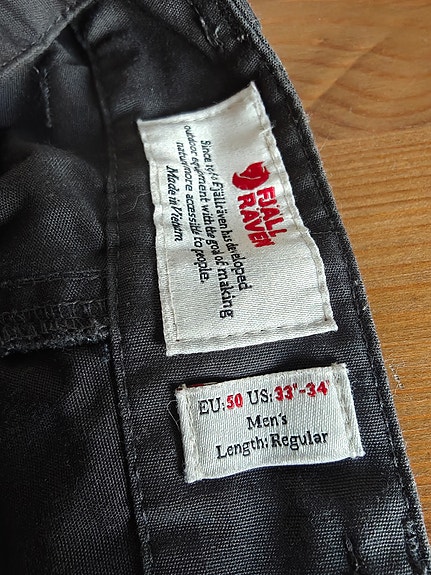 FJALL
RAVEN
Since 1960 Fjällräven has developed
outdoor equipment with the goal of making
nature more accessible to people.
Made in Vietnam
EU: 50 US: 33"-34"
Men's
Length: Regular